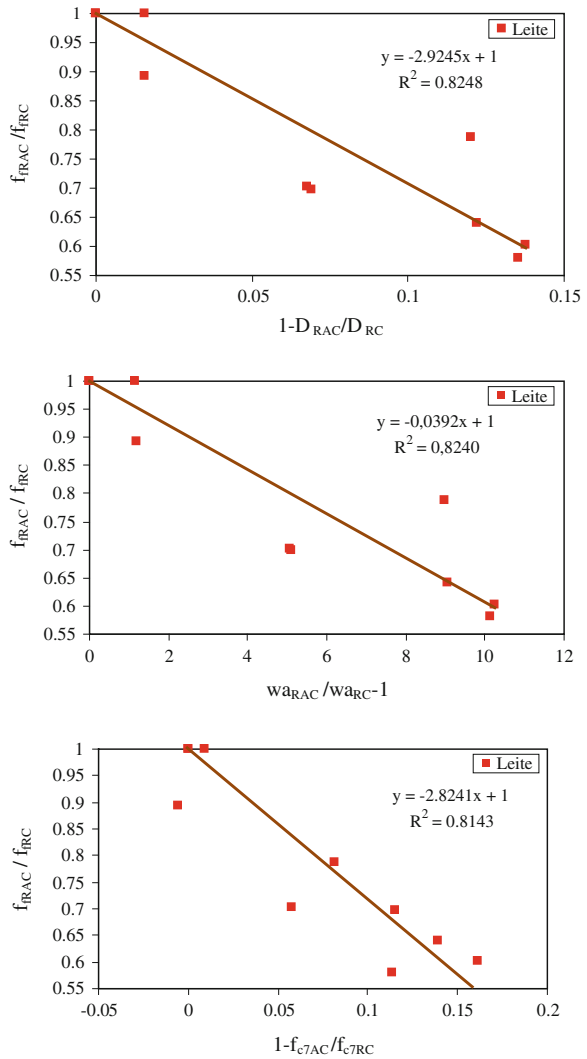 1
0.95
0.9
0.85
0.8
0.75
0.7
0.65
0.6
0.55
f_fRAC / f_fRC
Leite
y = -2.9245x + 1
R² = 0.8248
0 0.05 0.1 0.15
1-D_RAC/D_RC
1
0.95
0.9
0.85
0.8
0.75
0.7
0.65
0.6
0.55
f_fRAC / f_fRC
Leite
y = -0,0392x + 1
R² = 0,8240
0 2 4 6 8 10 12
wa_RAC/wa_RC-1
1
0.95
0.9
0.85
0.8
0.75
0.7
0.65
0.6
0.55
f_fRAC / f_fRC
Leite
y = -2.8241x + 1
R² = 0.8143
-0.05 0 0.05 0.1 0.15 0.2
1-f_c7AC/f_c7RC